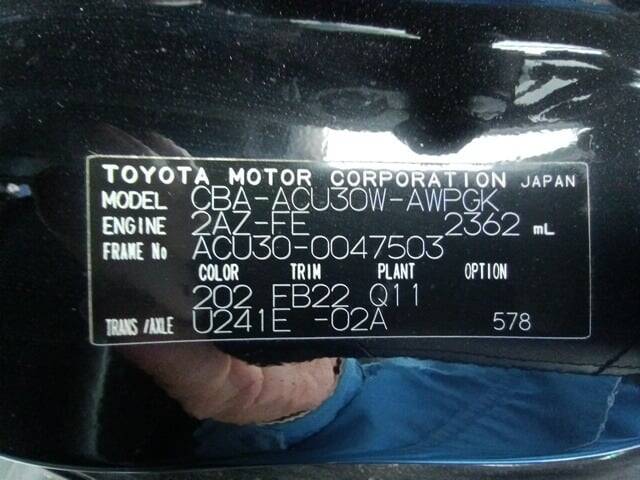 TOYOTA MOTOR CORPORATION JAPAN
MODEL CBA-ACU30W-AWPGK
ENGINE 2AZ-FE 2362 mL
FRAME No ACU30-0047503
COLOR TRIM PLANT OPTION
202 FB22 Q11
TRANS/AXLE U241E -02A 578